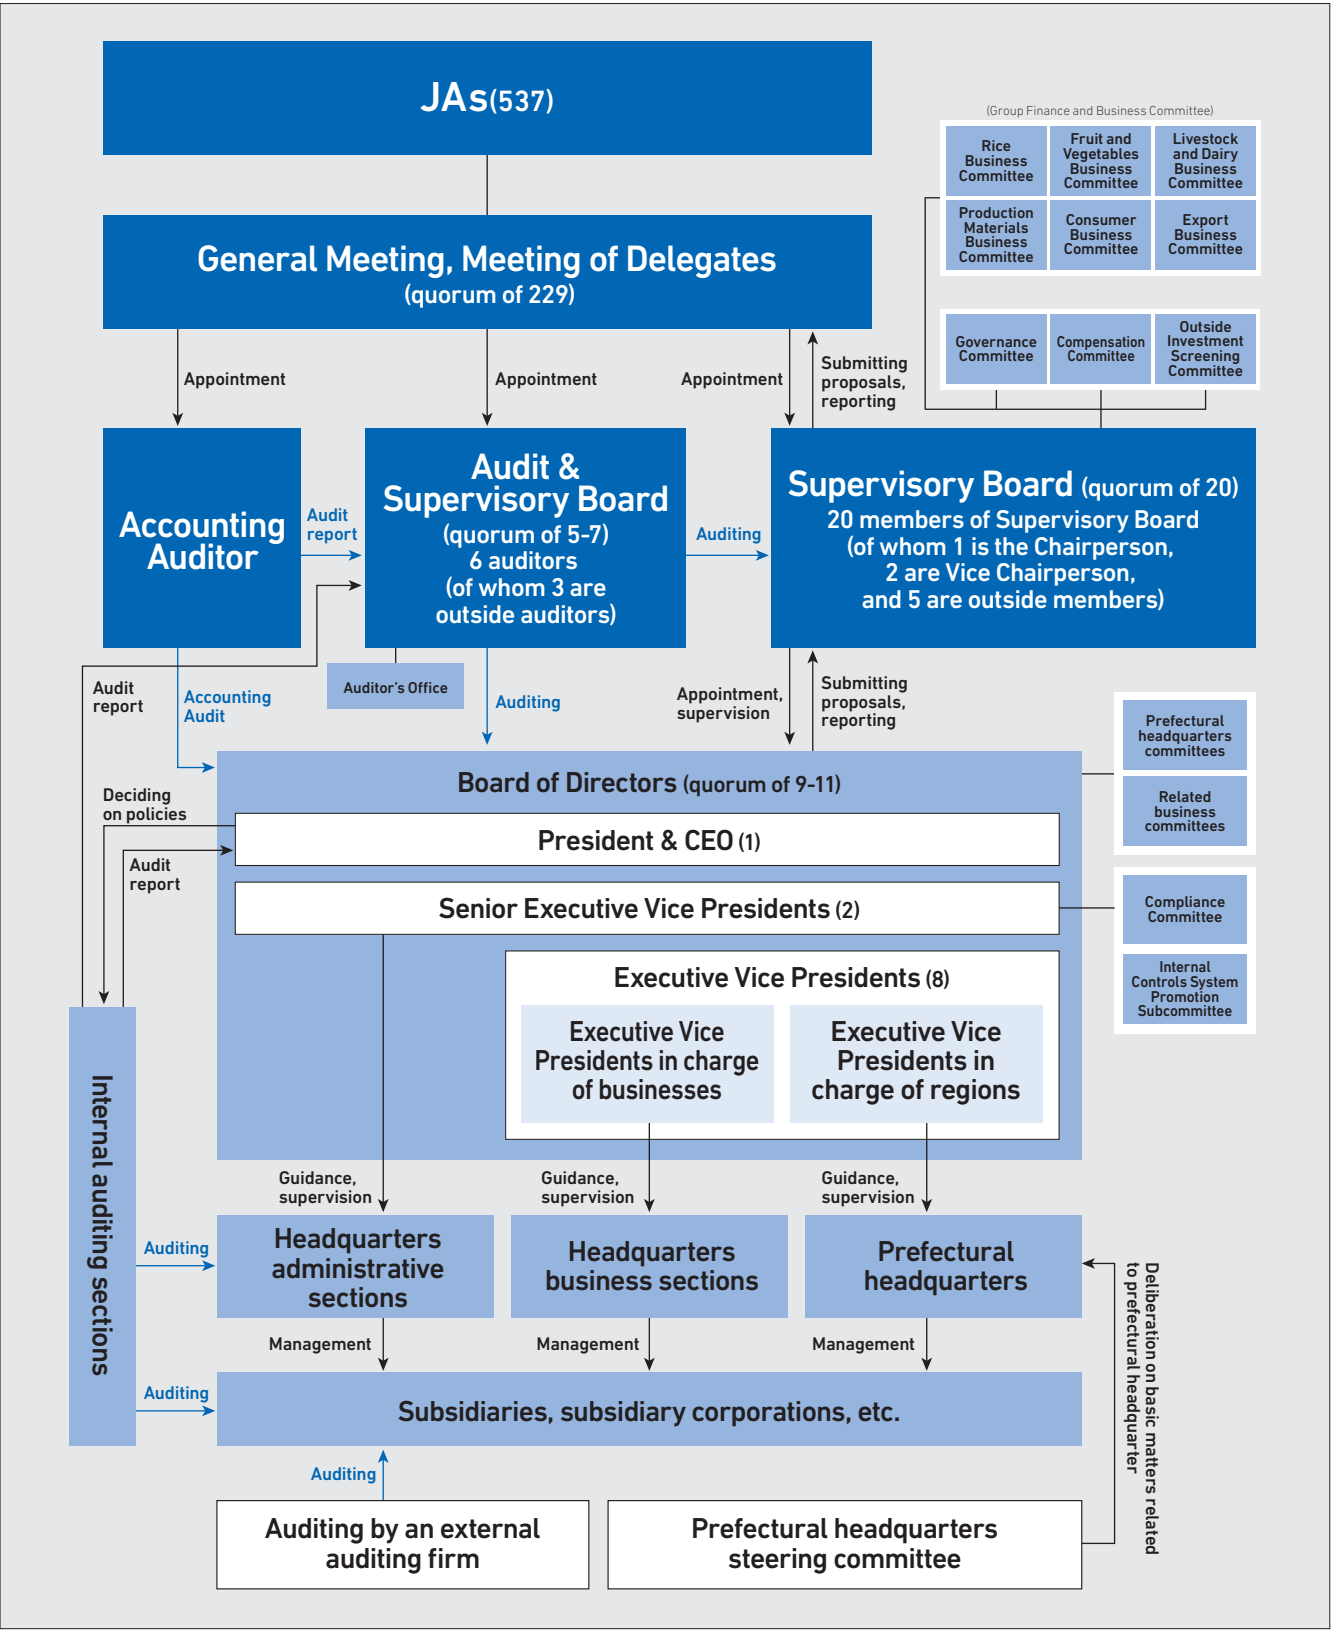 JAs(537)
(Group Finance and Business Committee)
Rice
Business
Committee
Fruit and
Vegetables
Business
Committee
Livestock
and Dairy
Business
Committee
Production
Materials
Business
Committee
Consumer
Business
Committee
Export
Business
Committee
General Meeting, Meeting of Delegates
(quorum of 229)
Governance
Committee
Compensation
Committee
Outside
Investment
Screening
Committee
Appointment
Appointment
Appointment
Submitting
proposals,
reporting
Accounting
Auditor
Audit
report
Audit &
Supervisory Board
(quorum of 5-7)
6 auditors
(of whom 3 are
outside auditors)
Auditing
Supervisory Board (quorum of 20)
20 members of Supervisory Board
(of whom 1 is the Chairperson,
2 are Vice Chairperson,
and 5 are outside members)
Audit
report
Accounting
Audit
Auditor's Office
Auditing
Appointment,
supervision
Submitting
proposals,
reporting
Prefectural
headquarters
committees
Related
business
committees
Board of Directors (quorum of 9-11)
Deciding
on policies
President & CEO (1)
Audit
report
Senior Executive Vice Presidents (2)
Compliance
Committee
Internal
Controls System
Promotion
Subcommittee
Executive Vice Presidents (8)
Executive Vice
Presidents in charge
of businesses
Executive Vice
Presidents in
charge of regions
Internal auditing sections
Guidance,
supervision
Guidance,
supervision
Guidance,
supervision
Auditing
Headquarters
administrative
sections
Headquarters
business sections
Prefectural
headquarters
Deliberation on basic matters related
to prefectural headquarter
Management
Management
Management
Auditing
Subsidiaries, subsidiary corporations, etc.
Auditing
Auditing by an external
auditing firm
Prefectural headquarters
steering committee